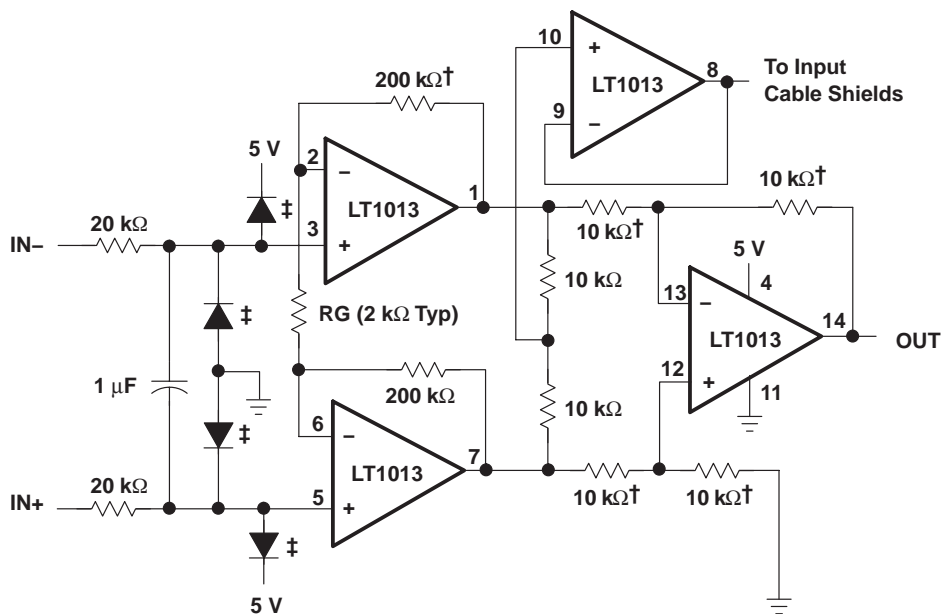 10
+
8
To Input
Cable Shields
LT1013
9
−
200 kΩ†
5 V
2
−
1
LT1013
‡
3
+
20 kΩ
IN−
10 kΩ†
10 kΩ†
10 kΩ
5 V
4
13
−
14
LT1013
OUT
12
+
11
RG (2 kΩ Typ)
‡
1 μF
200 kΩ
10 kΩ
‡
6
−
7
LT1013
5
+
10 kΩ†
10 kΩ†
20 kΩ
IN+
‡
5 V